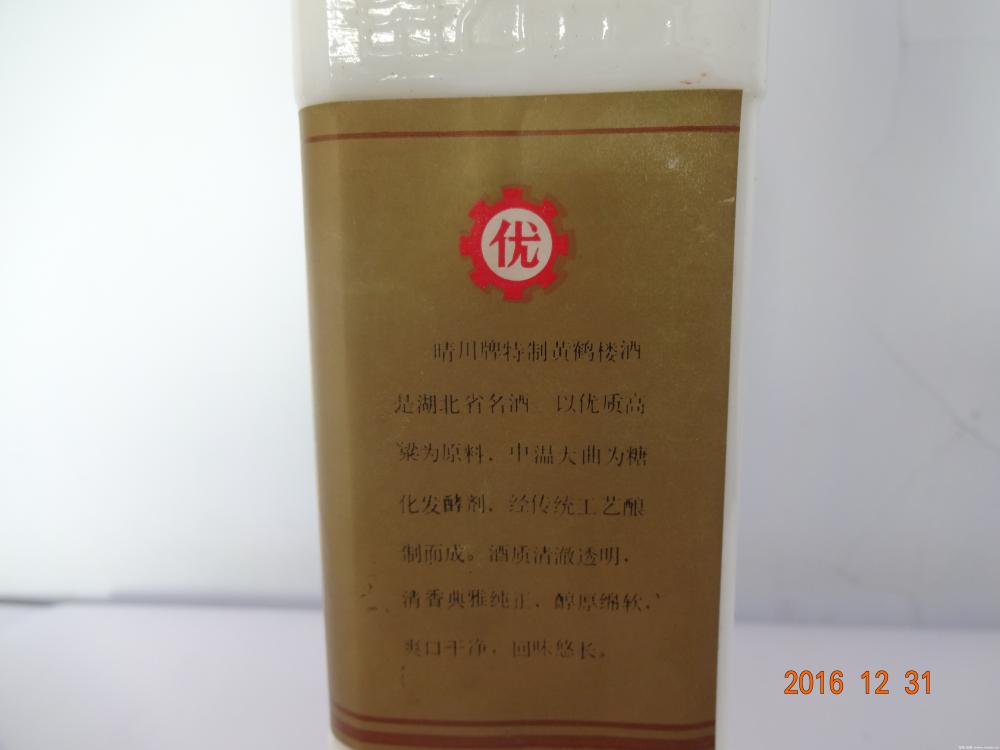 优
晴川牌特制黄鹤楼酒
是湖北省名酒 以优质高
粱为原料，中温大曲为糖
化发酵剂，经传统工艺酿
制而成。酒质清澈透明，
清香典雅纯正，醇厚绵软，
爽口干净，回味悠长。
2016 12 31